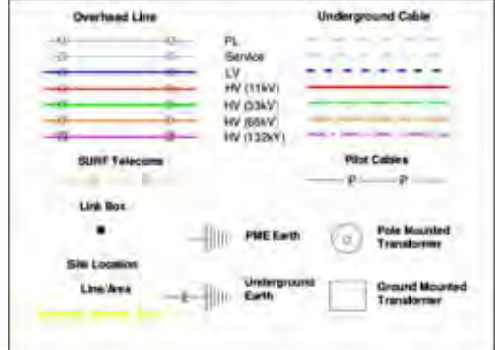 Overhead Line
Underground Cable
PL
Service
LV
HV (11kV)
HV (33kV)
HV (66kV)
HV (132kV)
SURF Telecoms
Pilot Cables
P P
Link Box
PME Earth
Pole Mounted
Transformer
Site Location
Line/Area
Underground
Earth
Ground Mounted
Transformer